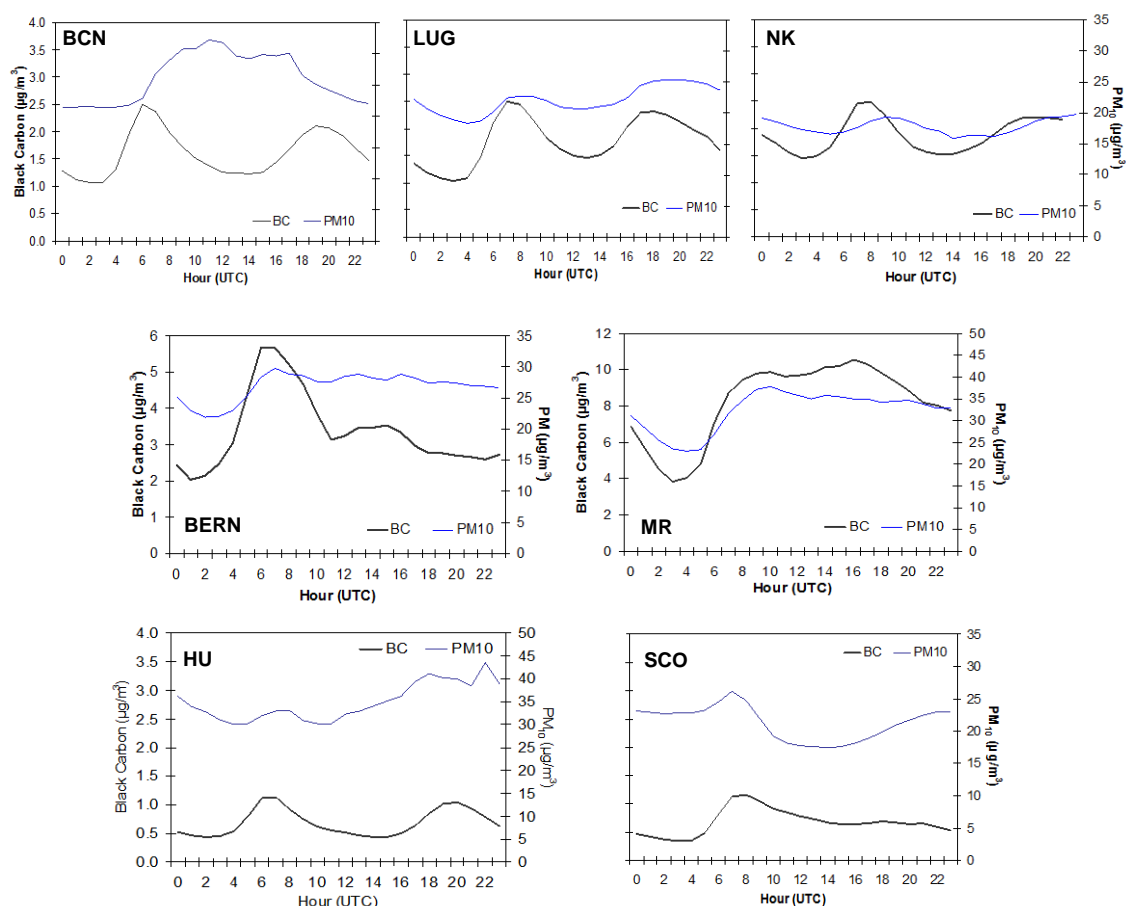 BCN
Black Carbon (µg/m³)
4.0
3.5
3.0
2.5
2.0
1.5
1.0
0.5
0.0
BC PM10
0 2 4 6 8 10 12 14 16 18 20 22
Hour (UTC)
LUG
BC PM10
0 2 4 6 8 10 12 14 16 18 20 22
Hour (UTC)
NK
BC PM10
0 2 4 6 8 10 12 14 16 18 20 22
Hour (UTC)
35
30
25
20
15
10
5
0
PM₁₀ (µg/m³)
BERN
Black Carbon (µg/m³)
6
5
4
3
2
1
0
BC PM10
0 2 4 6 8 10 12 14 16 18 20 22
Hour (UTC)
35
30
25
20
15
10
5
0
PM (µg/m³)
MR
Black Carbon (µg/m³)
12
10
8
6
4
2
0
BC PM10
0 2 4 6 8 10 12 14 16 18 20 22
Hour (UTC)
50
45
40
35
30
25
20
15
10
5
0
PM₁₀ (µg/m³)
HU
Black Carbon (µg/m³)
4.0
3.5
3.0
2.5
2.0
1.5
1.0
0.5
0.0
BC PM10
0 2 4 6 8 10 12 14 16 18 20 22
Hour (UTC)
50
45
40
35
30
25
20
15
10
5
0
PM₁₀ (µg/m³)
SCO
BC PM10
0 2 4 6 8 10 12 14 16 18 20 22
Hour (UTC)
35
30
25
20
15
10
5
0
PM₁₀ (µ g/m³)